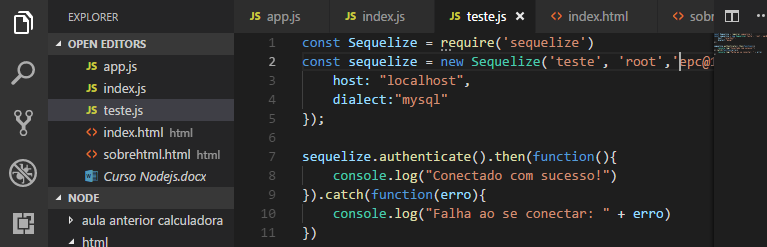 EXPLORER
OPEN EDITORS
JS app.js
JS index.js
JS teste.js
<> index.html html
<> sobrehtml.html html
Curso Nodejs.docx
NODE
aula anterior calculadora
html
JS app.js
JS index.js
JS teste.js ×
<> index.html
<> sobr
1 const Sequelize = require('sequelize')
2 const sequelize = new Sequelize('teste', 'root','epc@
3 host: "localhost",
4 dialect:"mysql"
5 });
6
7 sequelize.authenticate().then(function(){
8 console.log("Conectado com sucesso!")
9 }).catch(function(erro){
10 console.log("Falha ao se conectar: " + erro)
11 })